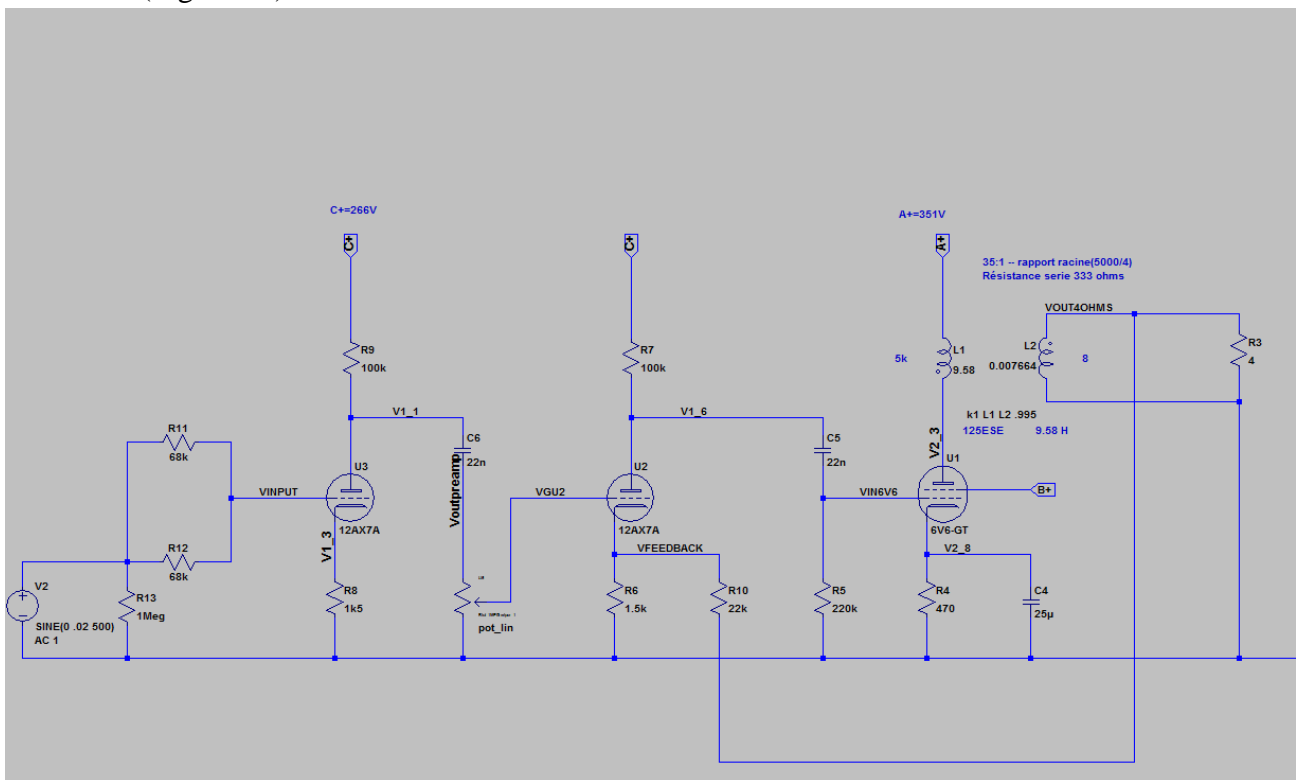 C+=266V
A+=351V
C+
C+
A+
35:1 -- rapport racine(5000/4)
Résistance serie 333 ohms
VOUT4OHMS
R9
100k
R7
100k
5k
L1
9.58
L2
0.007664
8
R3
4
V1_1
V1_6
k1 L1 L2 .995
125ESE 9.58 H
V2_3
R11
68k
C6
22n
C5
22n
U3
U2
U1
VINPUT
Voutpreamp
VGU2
VIN6V6
B+
12AX7A
12AX7A
6V6-GT
V1_3
VFEEDBACK
V2_8
R12
68k
V2
R13
1Meg
R8
1k5
R6
1.5k
R10
22k
R5
220k
R4
470
C4
25µ
SINE(0 .02 500)
AC 1
pot_lin